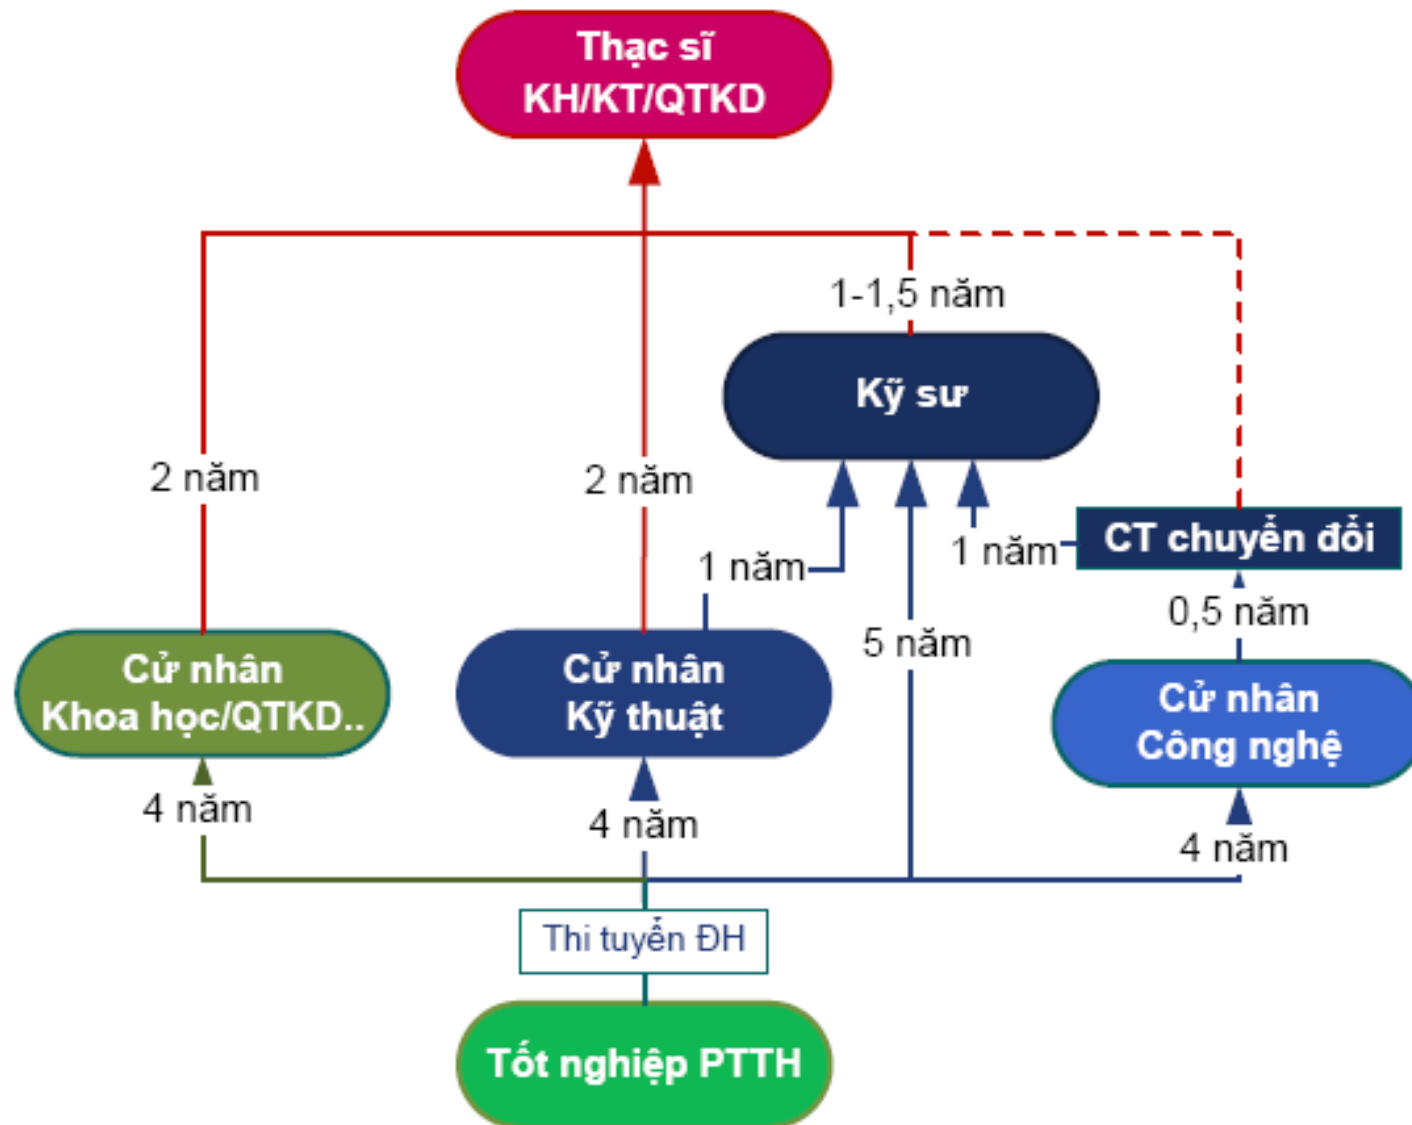 Thạc sĩ
KH/KT/QTKD
1-1,5 năm
Kỹ sư
2 năm
2 năm
1 năm
1 năm
CT chuyển đổi
0,5 năm
5 năm
Cử nhân
Khoa học/QTKD..
Cử nhân
Kỹ thuật
Cử nhân
Công nghệ
4 năm
4 năm
4 năm
Thi tuyển ĐH
Tốt nghiệp PTTH